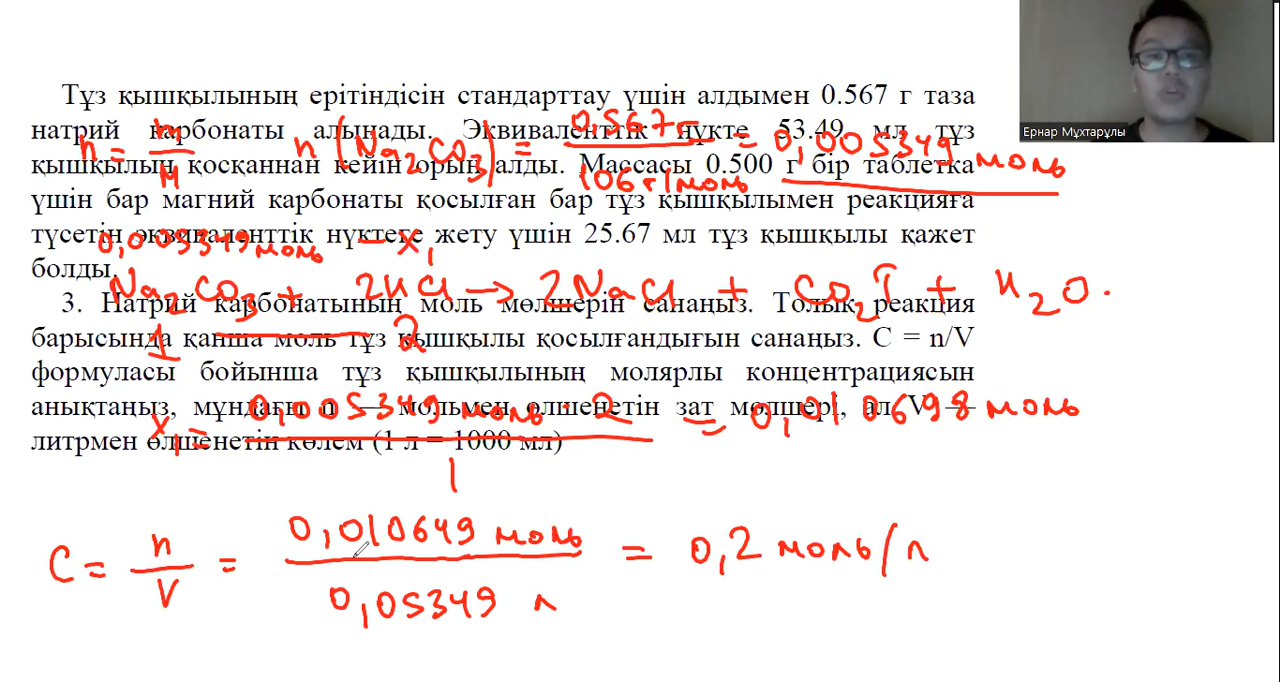 Ернар Мұхтарұлы
Тұз қышқылының ерітіндісін стандарттау үшін алдымен 0.567 г таза
натрий карбонаты алынады. Эквиваленттік нүкте 53.49 мл тұз
қышқылын қосқаннан кейін орын алды. Массасы 0.500 г бір таблетка
үшін бар магний карбонаты қосылған бар тұз қышқылымен реакцияға
түсетін эквиваленттік нүктеге жету үшін 25.67 мл тұз қышқылы қажет
болды.
3. Натрий карбонатының моль мөлшерін санаңыз. Толық реакция
барысында қанша моль тұз қышқылы қосылғандығын санаңыз. C = n/V
формуласы бойынша тұз қышқылының молярлы концентрациясын
анықтаңыз, мұндағы n — мольмен өлшенетін зат мөлшері, ал V —
литрмен өлшенетін көлем (1 л = 1000 мл)
n = m/M n(Na₂CO₃) = 0,567 г / 106 г/моль = 0,005349 моль
0,005349 моль – x₁
Na₂CO₃ + 2HCl → 2NaCl + CO₂↑ + H₂O.
1 2
x₁ = 0,005349 моль · 2 / 1 = 0,010698 моль
C = n/V = 0,010649 моль / 0,05349 л = 0,2 моль/л